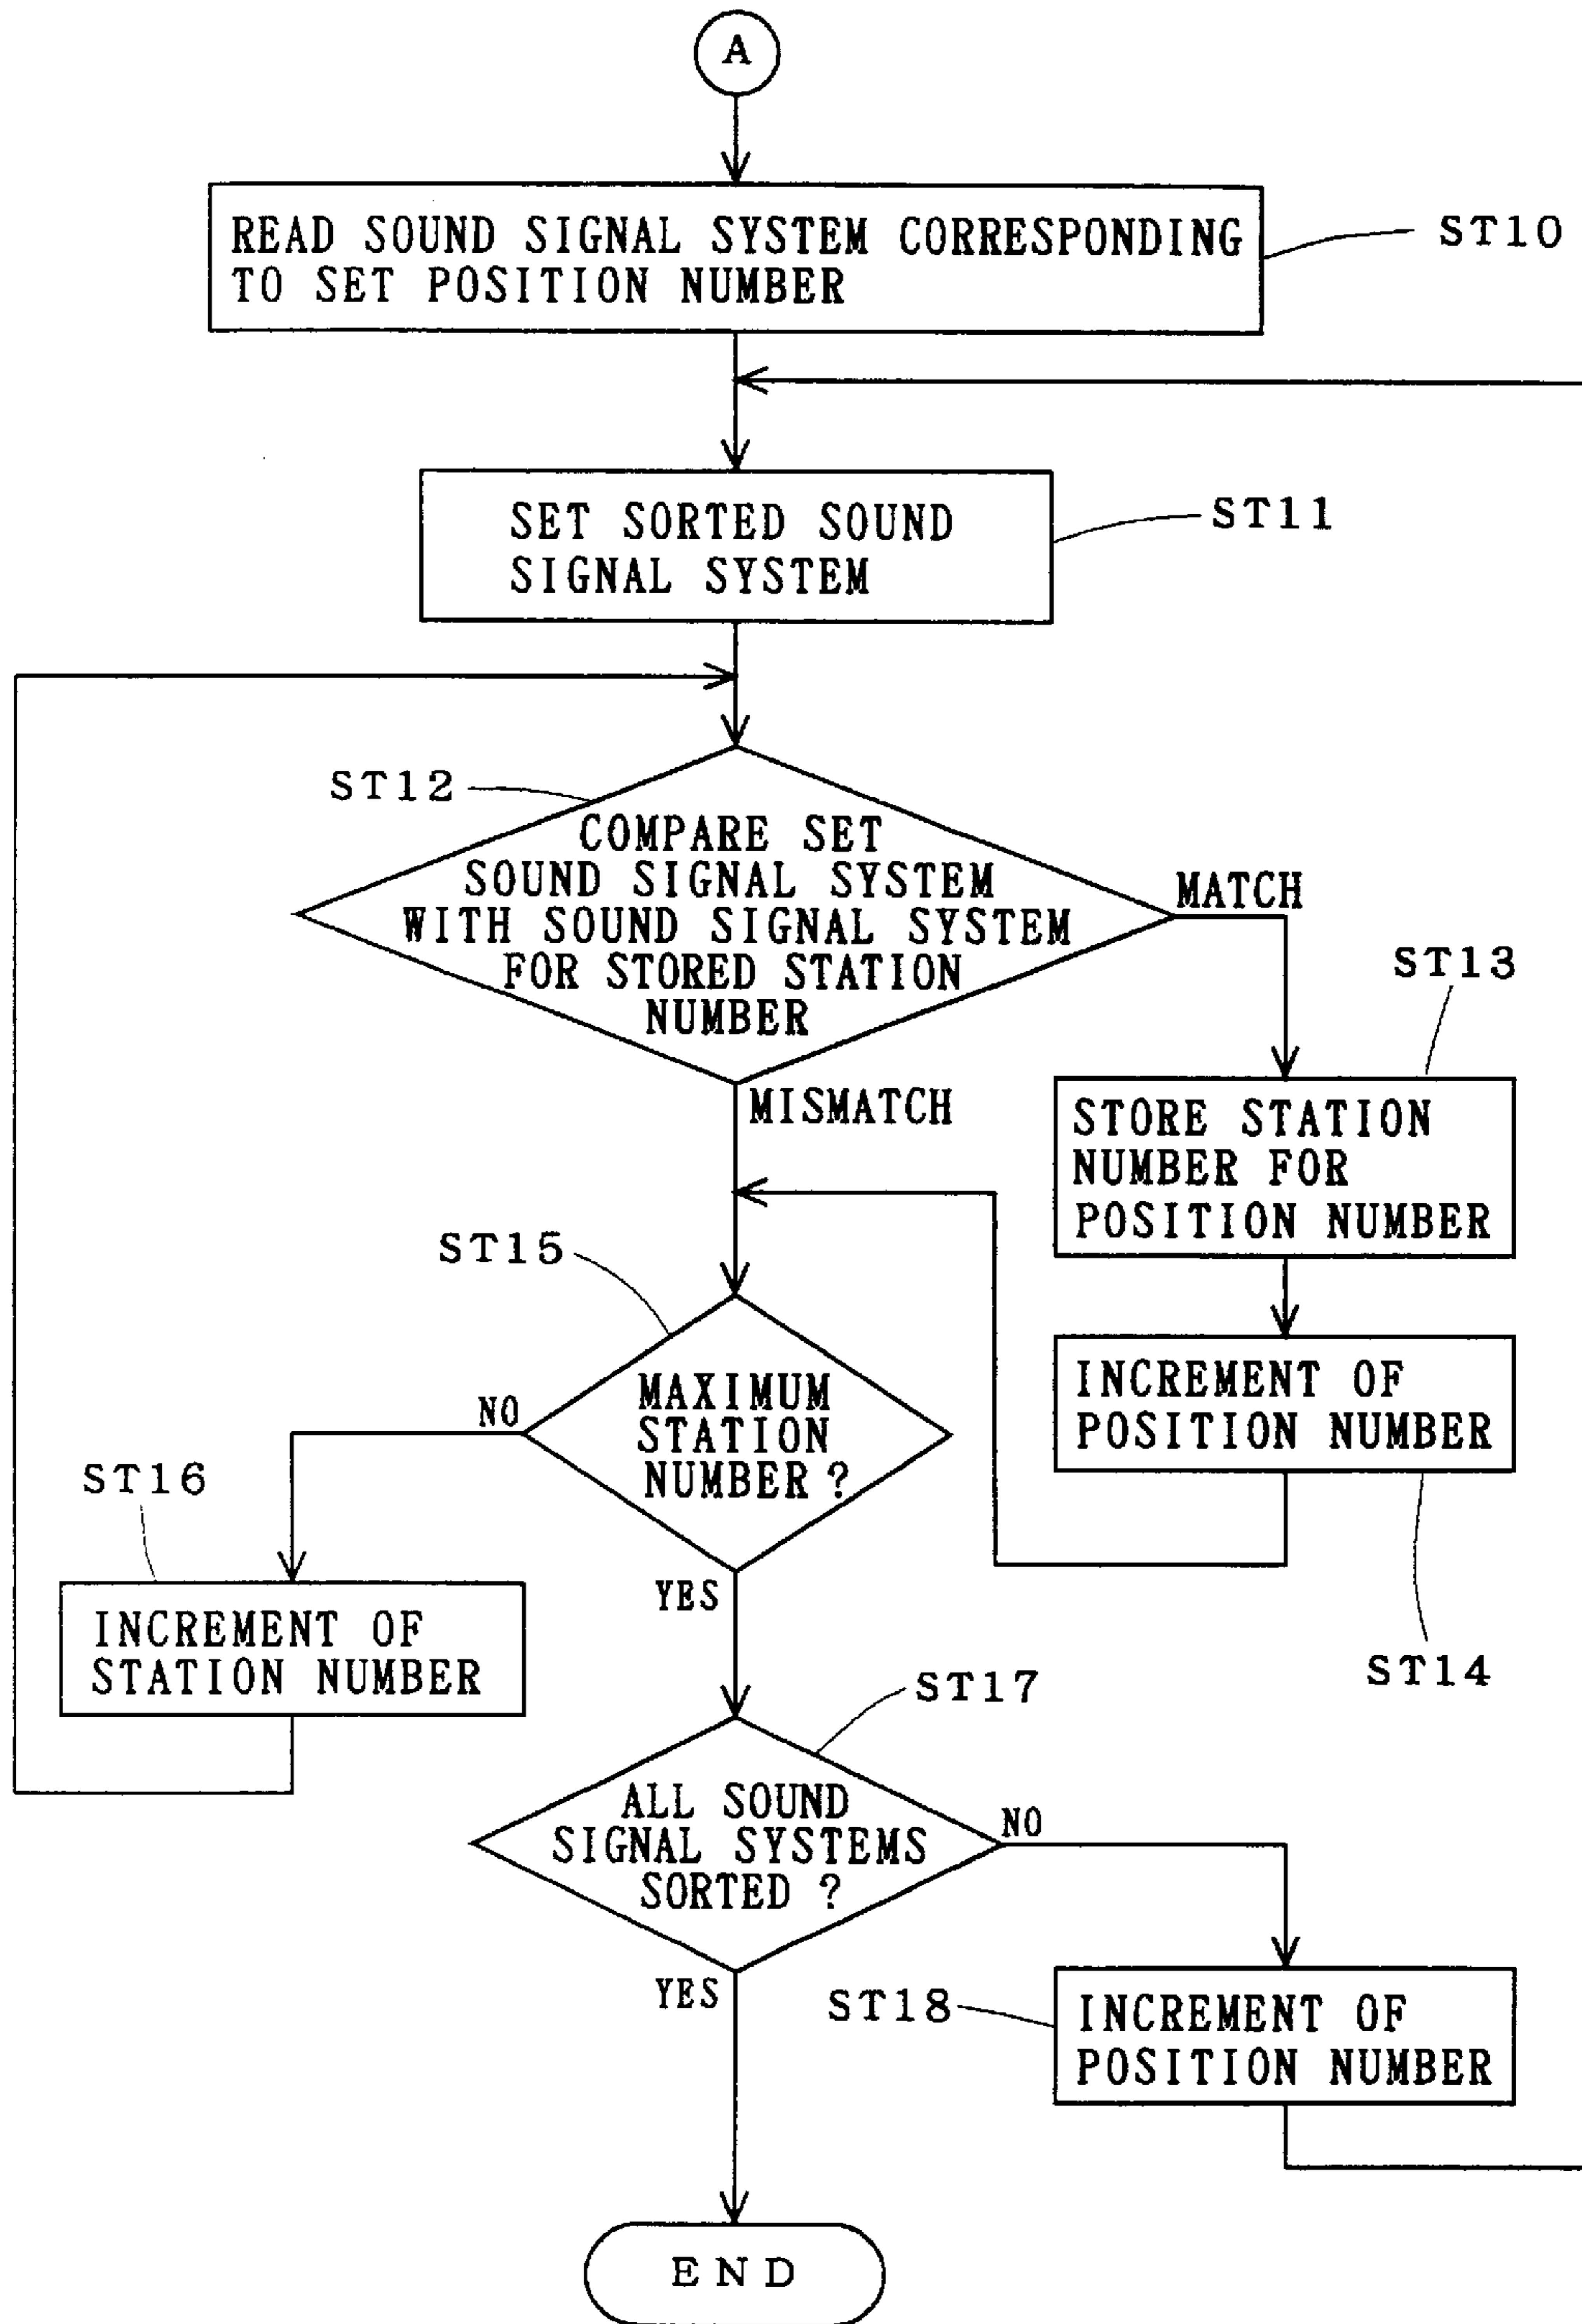 A
READ SOUND SIGNAL SYSTEM CORRESPONDING
TO SET POSITION NUMBER
ST10
SET SORTED SOUND
SIGNAL SYSTEM
ST11
ST12
COMPARE SET
SOUND SIGNAL SYSTEM
WITH SOUND SIGNAL SYSTEM
FOR STORED STATION
NUMBER
MATCH
MISMATCH
ST13
STORE STATION
NUMBER FOR
POSITION NUMBER
INCREMENT OF
POSITION NUMBER
ST14
ST15
MAXIMUM
STATION
NUMBER ?
NO
YES
ST16
INCREMENT OF
STATION NUMBER
ST17
ALL SOUND
SIGNAL SYSTEMS
SORTED ?
NO
YES
ST18
INCREMENT OF
POSITION NUMBER
END